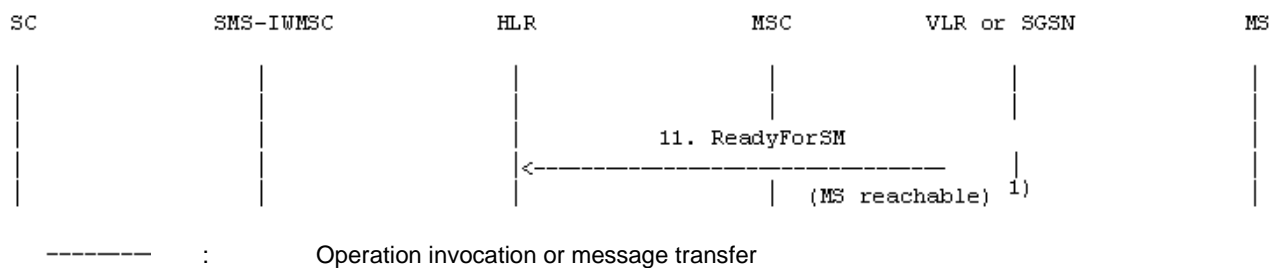 SC SMS-IWMSC HLR MSC VLR or SGSN MS
11. ReadyForSM
(MS reachable) 1)
: Operation invocation or message transfer